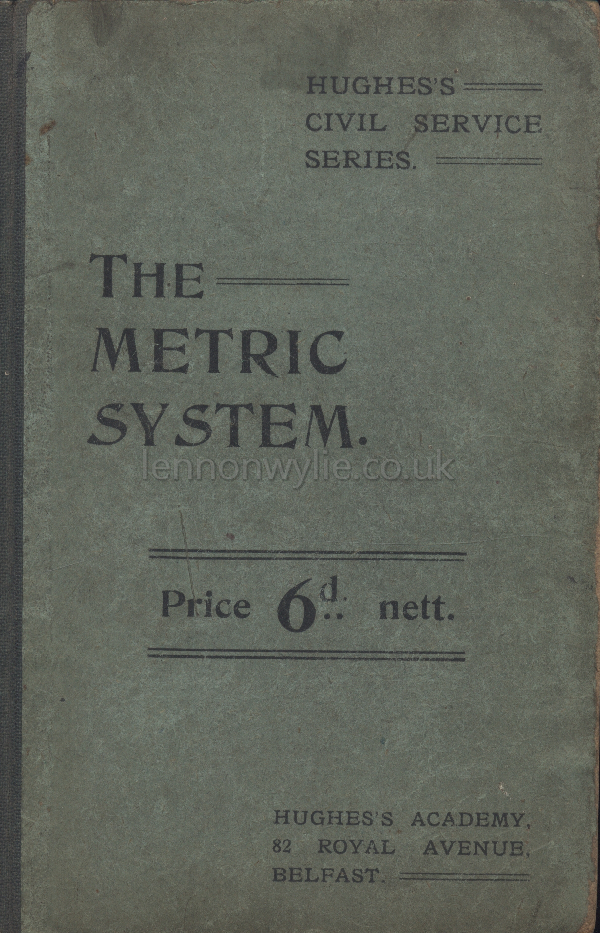 HUGHES'S
CIVIL SERVICE
SERIES.
THE
METRIC
SYSTEM.
lennonwylie.co.uk
Price 6d. nett.
HUGHES'S ACADEMY,
82 ROYAL AVENUE,
BELFAST.